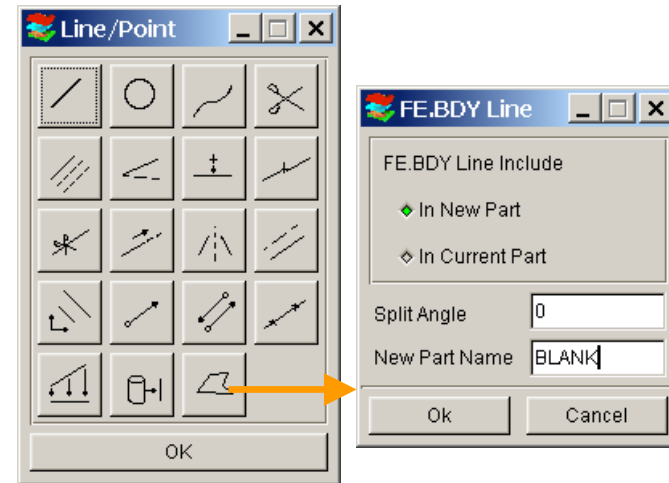 Line/Point
OK
FE.BDY Line
FE.BDY Line Include
In New Part
In Current Part
Split Angle 0
New Part Name BLANK
Ok Cancel